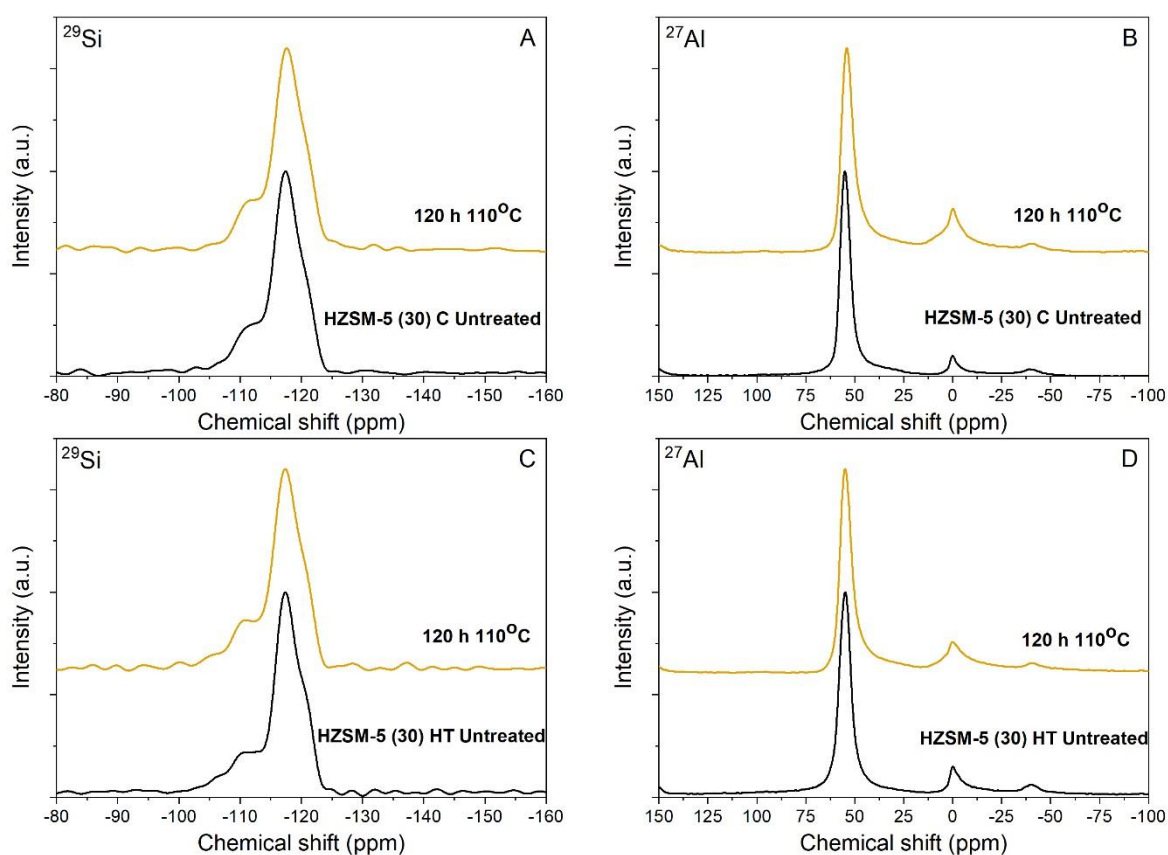 ²⁹Si
A
Intensity (a.u.)
120 h 110ᴼC
HZSM-5 (30) C Untreated
-80 -90 -100 -110 -120 -130 -140 -150 -160
Chemical shift (ppm)
²⁷Al
B
Intensity (a.u.)
120 h 110ᴼC
HZSM-5 (30) C Untreated
150 125 100 75 50 25 0 -25 -50 -75 -100
Chemical shift (ppm)
²⁹Si
C
Intensity (a.u.)
120 h 110ᴼC
HZSM-5 (30) HT Untreated
-80 -90 -100 -110 -120 -130 -140 -150 -160
Chemical shift (ppm)
²⁷Al
D
Intensity (a.u.)
120 h 110ᴼC
HZSM-5 (30) HT Untreated
150 125 100 75 50 25 0 -25 -50 -75 -100
Chemical shift (ppm)